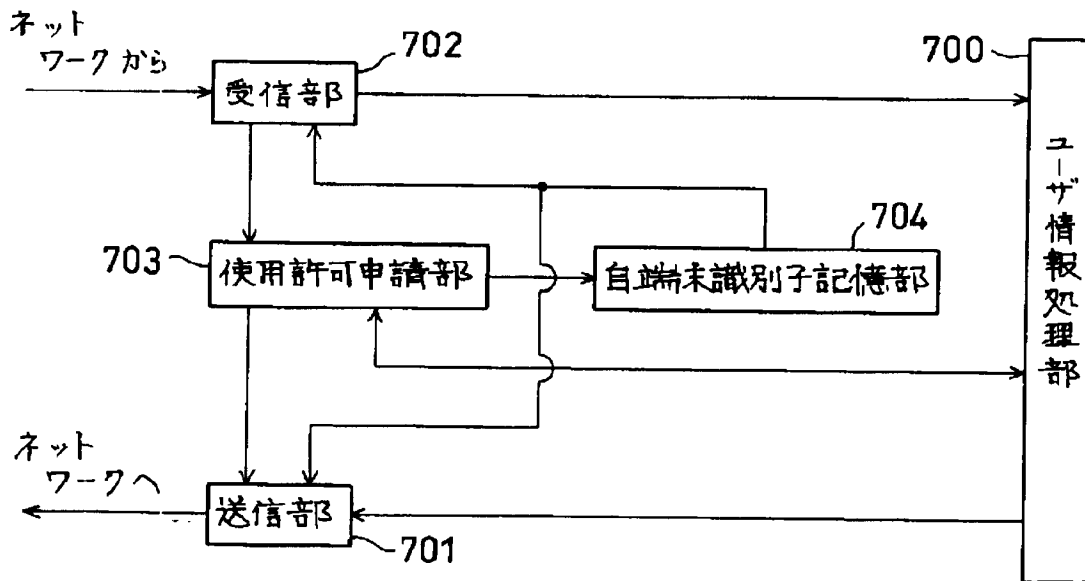 ネット
ワークから
702
受信部
700
ユーザ情報処理部
704
703
使用許可申請部
自端末識別子記憶部
ネット
ワークへ
送信部
701